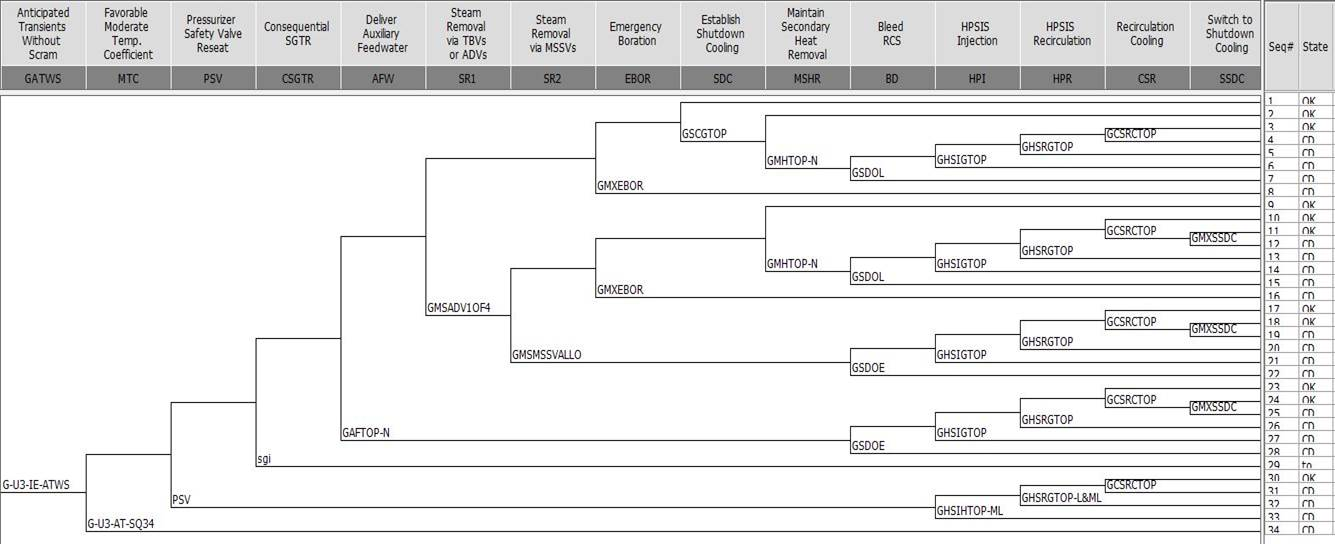 Anticipated Transients Without Scram
Favorable Moderate Temp. Coefficient
Pressurizer Safety Valve Reseat
Consequential SGTR
Deliver Auxiliary Feedwater
Steam Removal via TBVs or ADVs
Steam Removal via MSSVs
Emergency Boration
Establish Shutdown Cooling
Maintain Secondary Heat Removal
Bleed RCS
HPSIS Injection
HPSIS Recirculation
Recirculation Cooling
Switch to Shutdown Cooling
Seq# State
GATWS MTC PSV CSGTR AFW SR1 SR2 EBOR SDC MSHR BD HPI HPR CSR SSDC
1 OK
2 OK
3 OK
GSCGTOP GCSRCTOP 4 CD
GHSRGTOP 5 CD
GMHTOP-N GHSIGTOP 6 CD
GSDOL 7 CD
GMXEBOR 8 CD
9 OK
10 OK
GCSRCTOP 11 OK
GMXSSDC 12 CD
GHSRGTOP 13 CD
GMHTOP-N GHSIGTOP 14 CD
GSDOL 15 CD
GMXEBOR 16 CD
GMSADV1OF4 17 OK
GCSRCTOP 18 OK
GMXSSDC 19 CD
GHSRGTOP 20 CD
GMSMSSVALLO GHSIGTOP 21 CD
GSDOE 22 CD
23 OK
GCSRCTOP 24 OK
GMXSSDC 25 CD
GHSRGTOP 26 CD
GAFTOP-N GHSIGTOP 27 CD
GSDOE 28 CD
sgi 29 to
30 OK
G-U3-IE-ATWS GCSRCTOP 31 CD
PSV GHSRGTOP-L&ML 32 CD
GHSIHTOP-ML 33 CD
G-U3-AT-SQ34 34 CD